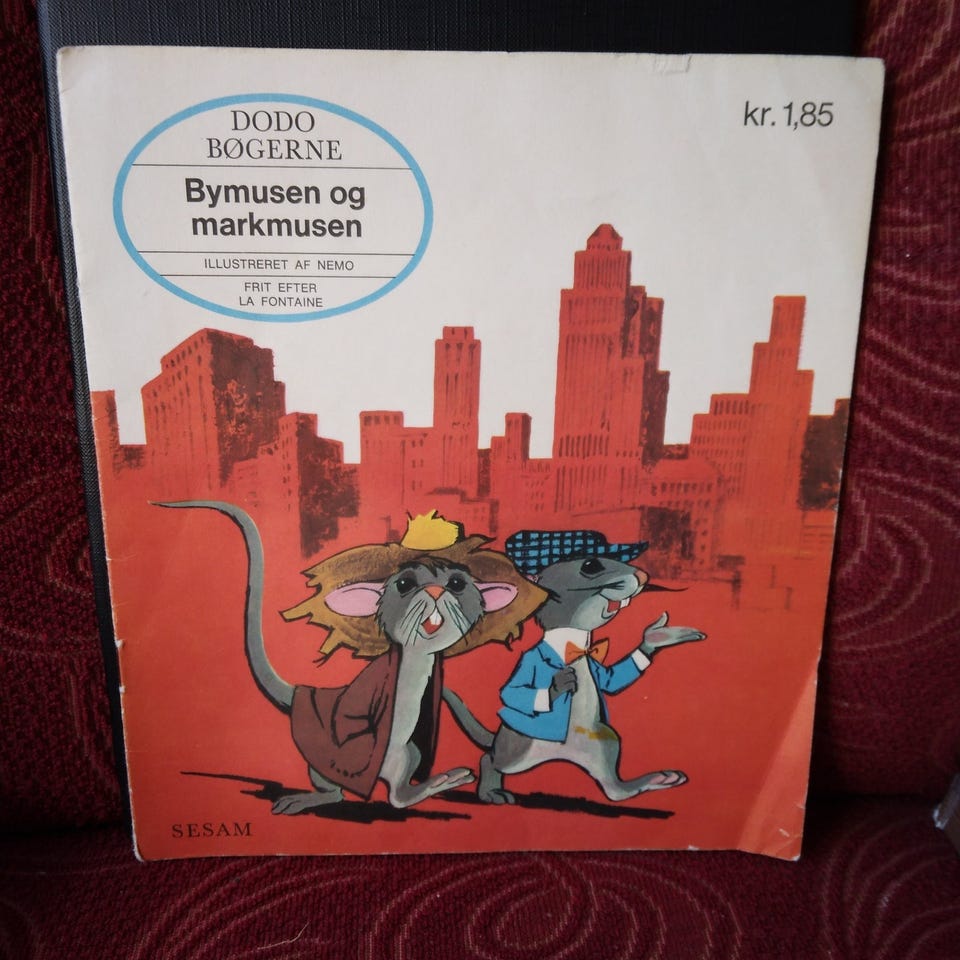 DODO
BØGERNE
Bymusen og
markmusen
ILLUSTRERET AF NEMO
FRIT EFTER
LA FONTAINE
kr. 1,85
SESAM